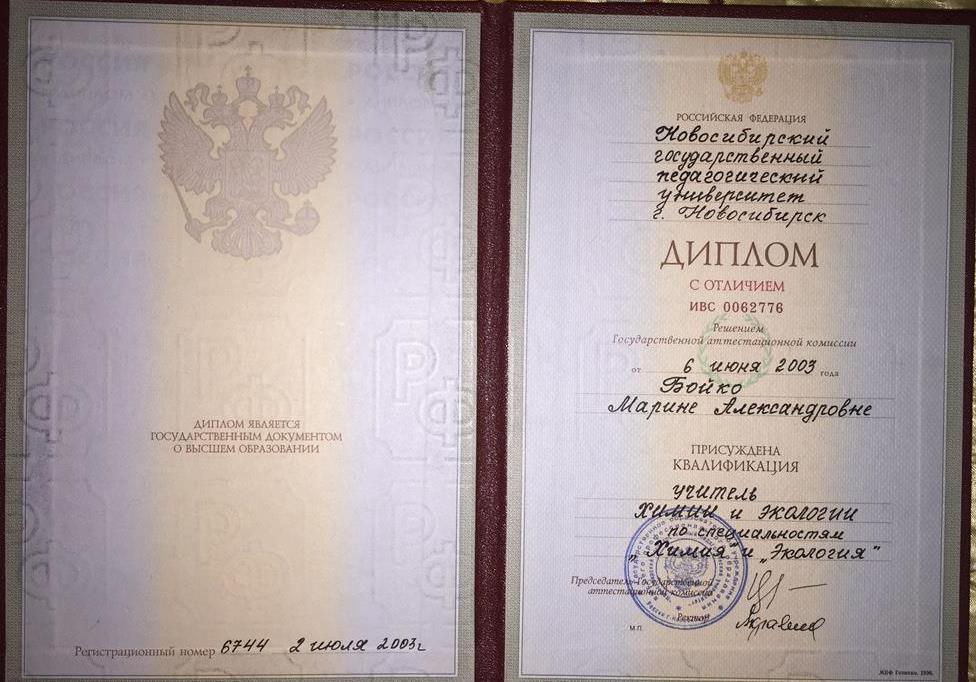 ДИПЛОМ ЯВЛЯЕТСЯ
ГОСУДАРСТВЕННЫМ ДОКУМЕНТОМ
О ВЫСШЕМ ОБРАЗОВАНИИ
Регистрационный номер 6744 2 июля 2003г
РОССИЙСКАЯ ФЕДЕРАЦИЯ
Новосибирский
государственный
педагогический
университет
г. Новосибирск
ДИПЛОМ
С ОТЛИЧИЕМ
ИВС 0062776
Решением
Государственной аттестационной комиссии
от 6 июня 2003 года
Бойко
Марине Александровне
ПРИСУЖДЕНА
КВАЛИФИКАЦИЯ
учитель
химии и экологии
по специальностям
„Химия" и „Экология"
Председатель Государственной
аттестационной комиссии
Ректор
М.П.